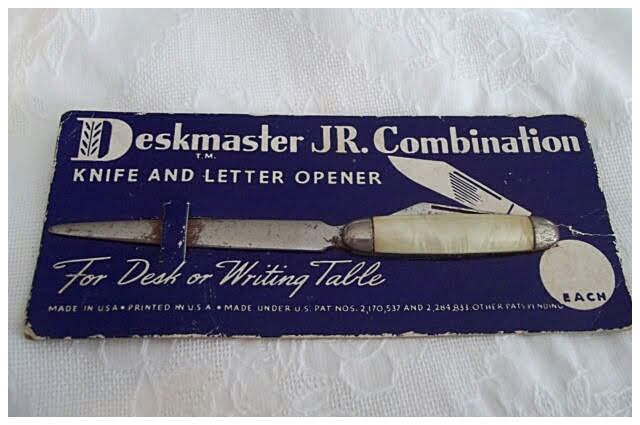 Deskmaster JR. Combination
T.M.
KNIFE AND LETTER OPENER
For Desk or Writing Table
EACH
MADE IN USA • PRINTED IN U.S.A • MADE UNDER U.S. PAT NOS. 2,170,537 AND 2,284,833. OTHER PATS PENDING